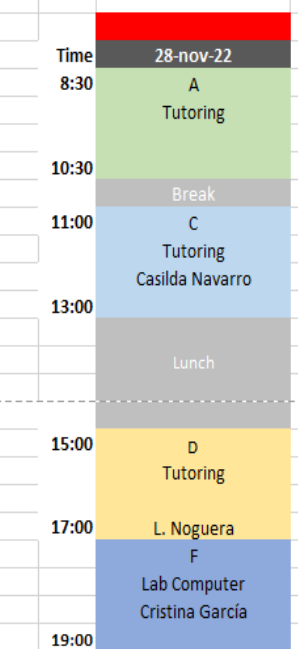 Time 28-nov-22
8:30 A
Tutoring
10:30
Break
11:00 C
Tutoring
Casilda Navarro
13:00
Lunch
15:00 D
Tutoring
17:00 L. Noguera
F
Lab Computer
Cristina García
19:00